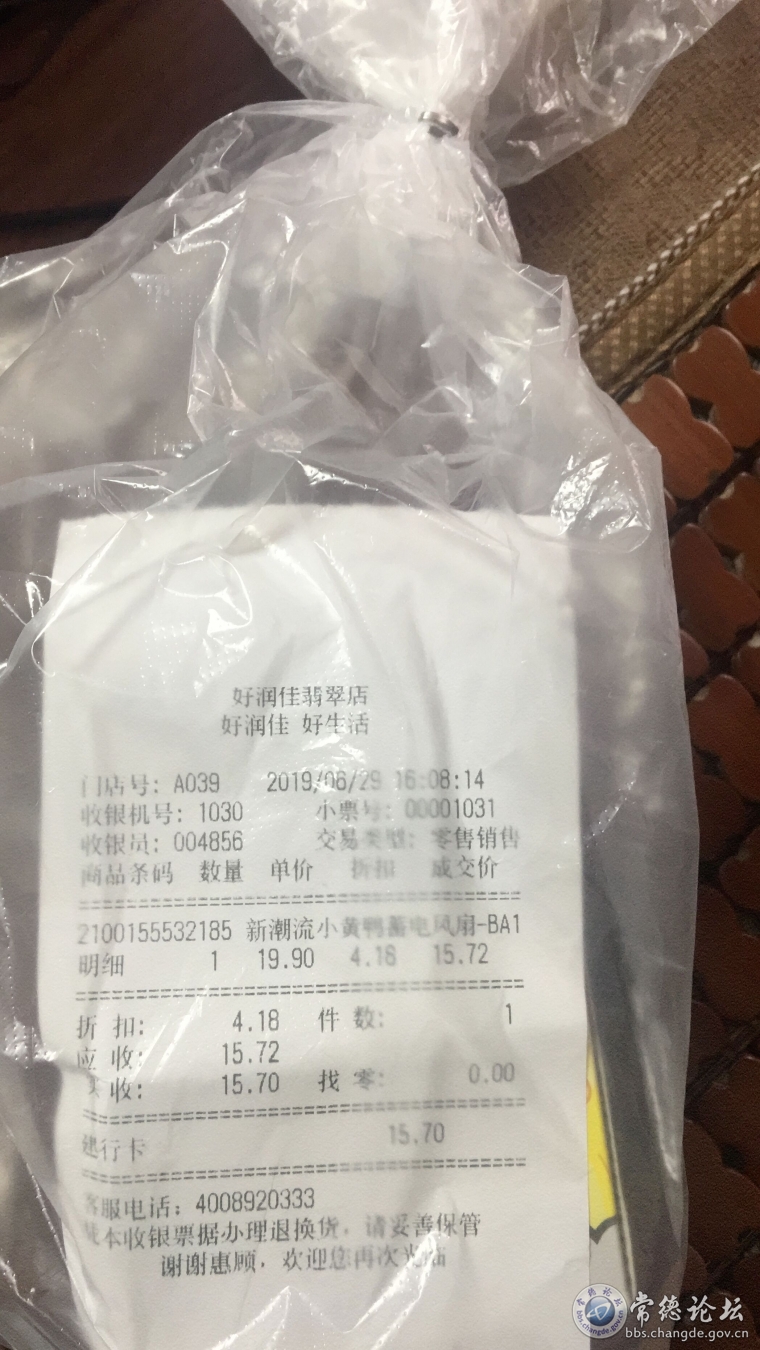 好润佳翡翠店
好润佳 好生活
门店号: A039 2019/06/29 16:08:14
收银机号: 1030 小票号: 00001031
收银员: 004856 交易类型: 零售销售
商品条码 数量 单价 折扣 成交价
2100155532185 新潮流小黄鸭蓄电风扇-BA1
明细 1 19.90 4.18 15.72
折 扣: 4.18 件 数: 1
应 收: 15.72
实 收: 15.70 找 零: 0.00
建行卡 15.70
客服电话: 4008920333
凭本收银票据办理退换货, 请妥善保管
谢谢惠顾, 欢迎您再次光临
常德论坛
bbs.changde.gov.cn